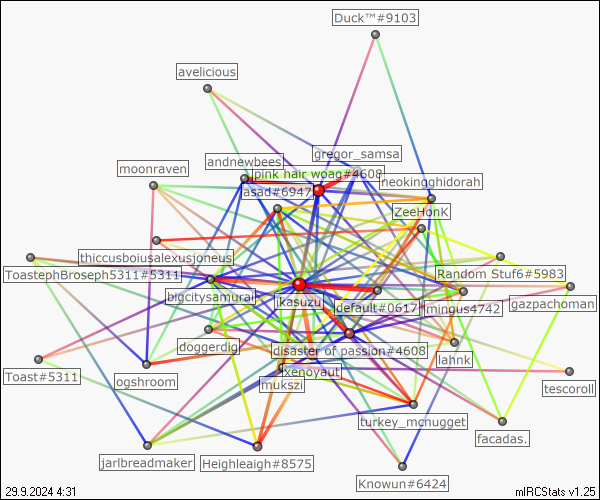 Duck™#9103
avelicious
gregor_samsa
andnewbees
moonraven
pink hair woag#4608
neokingghidorah
asad#6947
ZeeHonK
thiccusboiusalexusjoneus
ToastephBroseph5311#5311
Random Stuf6#5983
bigcitysamurai
jkasuzu
default#0617
mingus4742
gazpachoman
doggerdig
disaster of passion#4608
lahnk
Toast#5311
ogshroom
xenoyaut
mukszi
tescoroll
turkey_mcnugget
facadas.
jarlbreadmaker
Heighleaigh#8575
Knowun#6424
29.9.2024 4:31
mIRCStats v1.25